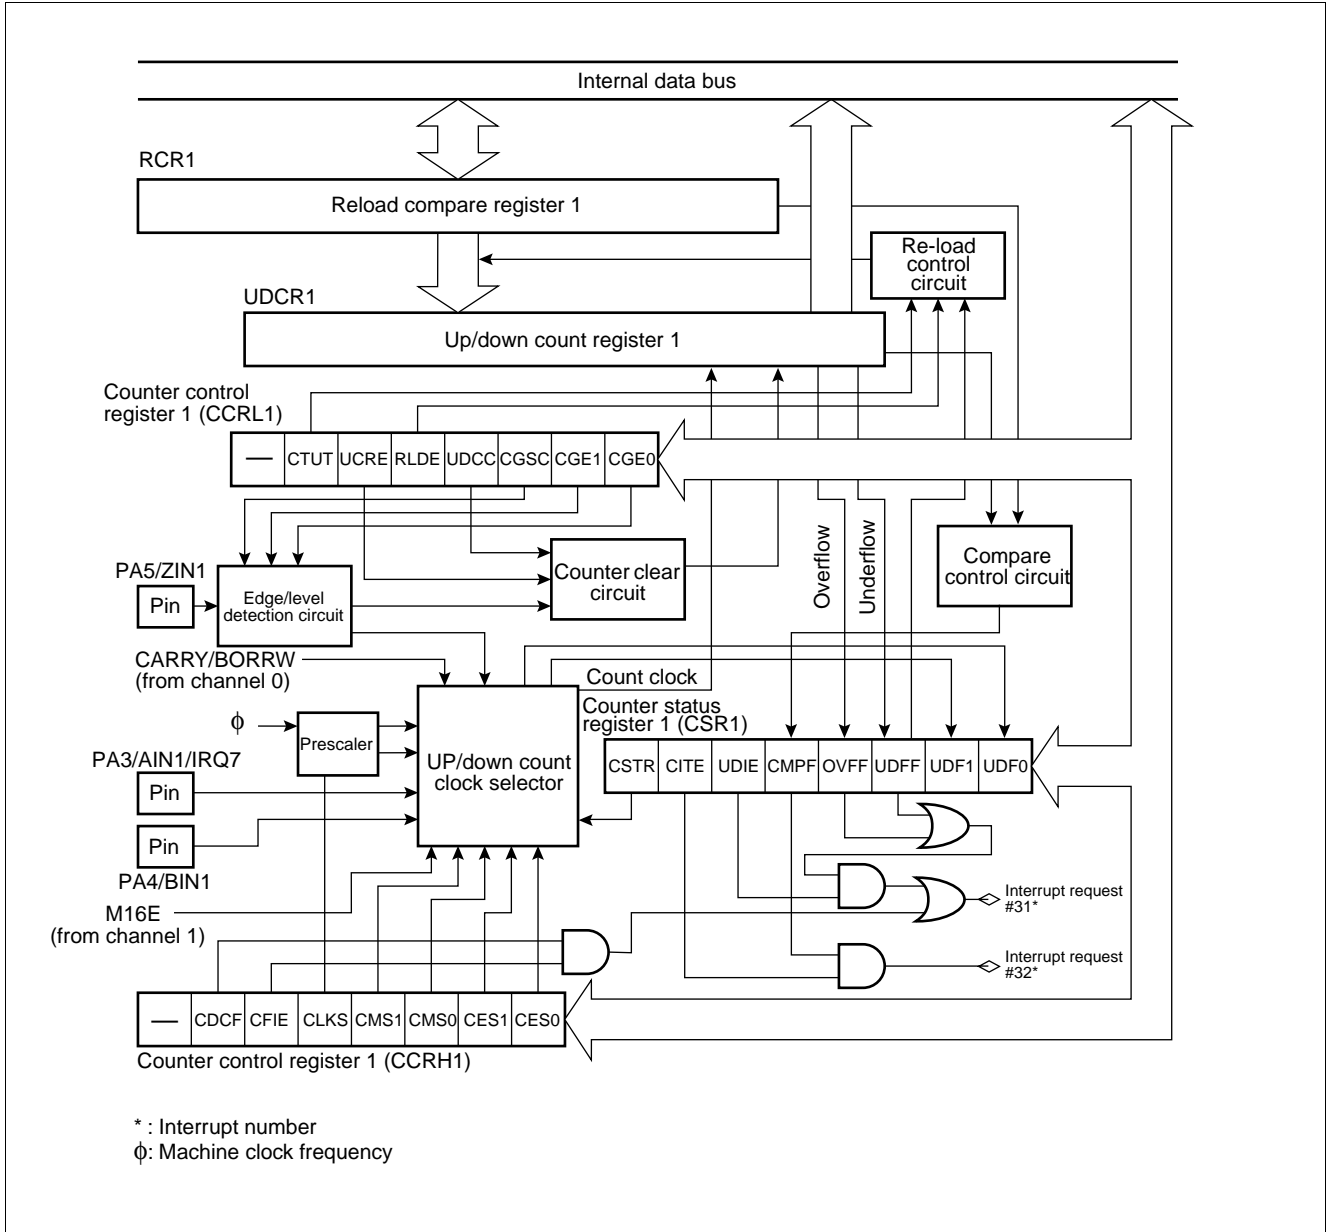 Internal data bus
RCR1
Reload compare register 1
Re-load
control
circuit
UDCR1
Up/down count register 1
Counter control
register 1 (CCRL1)
— CTUT UCRE RLDE UDCC CGSC CGE1 CGE0
Overflow
Underflow
PA5/ZIN1
Pin
Edge/level
detection circuit
Counter clear
circuit
Compare
control circuit
CARRY/BORRW
(from channel 0)
Count clock
Counter status
register 1 (CSR1)
ϕ
Prescaler
UP/down count
clock selector
CSTR CITE UDIE CMPF OVFF UDFF UDF1 UDF0
PA3/AIN1/IRQ7
Pin
Pin
PA4/BIN1
M16E
(from channel 1)
Interrupt request
#31*
Interrupt request
#32*
— CDCF CFIE CLKS CMS1 CMS0 CES1 CES0
Counter control register 1 (CCRH1)
* : Interrupt number
ϕ: Machine clock frequency